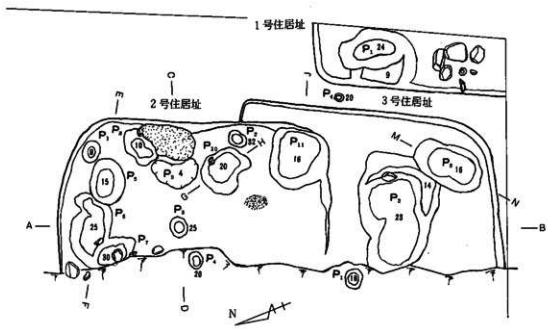 1号住居址
P₁ 24
9
P₄ 20
3号住居址
C
2号住居址
E
P₁ P₈
9
18
P₂
32
H
P₁₀
20
P₁₁
16
M
P₉ 16
P₅
15
P₃ 4
G
14
N
P₂
23
A
P₆
25
P₃
25
B
P₇
30
P₄
20
P₁
18
F
D
N